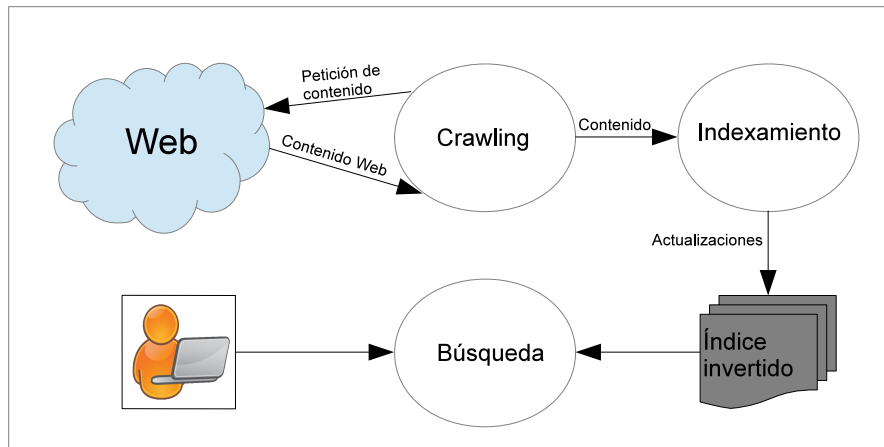 Petición de
contenido
Web
Contenido Web
Crawling
Contenido
Indexamiento
Actualizaciones
Búsqueda
Índice
invertido